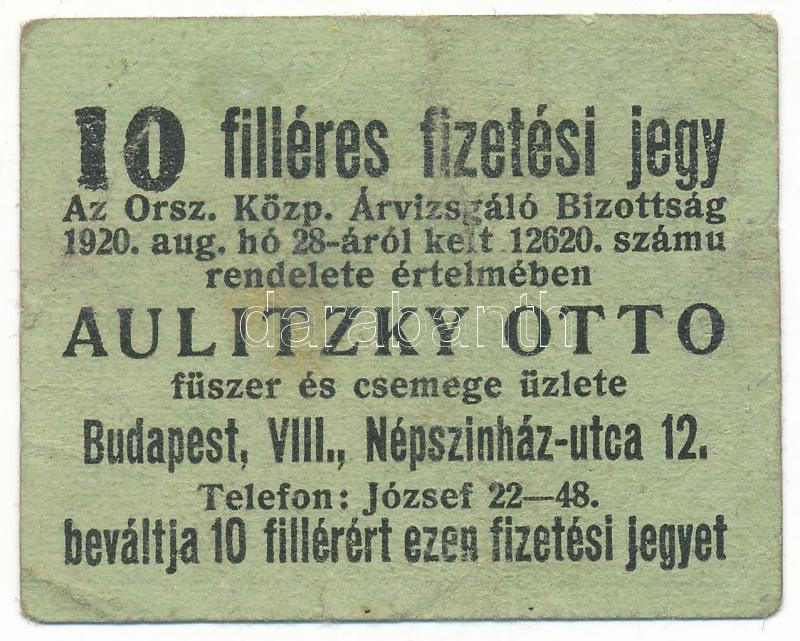 10 filléres fizetési jegy
Az Orsz. Közp. Árvizsgáló Bizottság
1920. aug. hó 28-áról kelt 12620. számu
rendelete értelmében
AULITZKY OTTO
füszer és csemege üzlete
Budapest, VIII., Népszinház-utca 12.
Telefon: József 22—48.
beváltja 10 fillérért ezen fizetési jegyet
darabanth